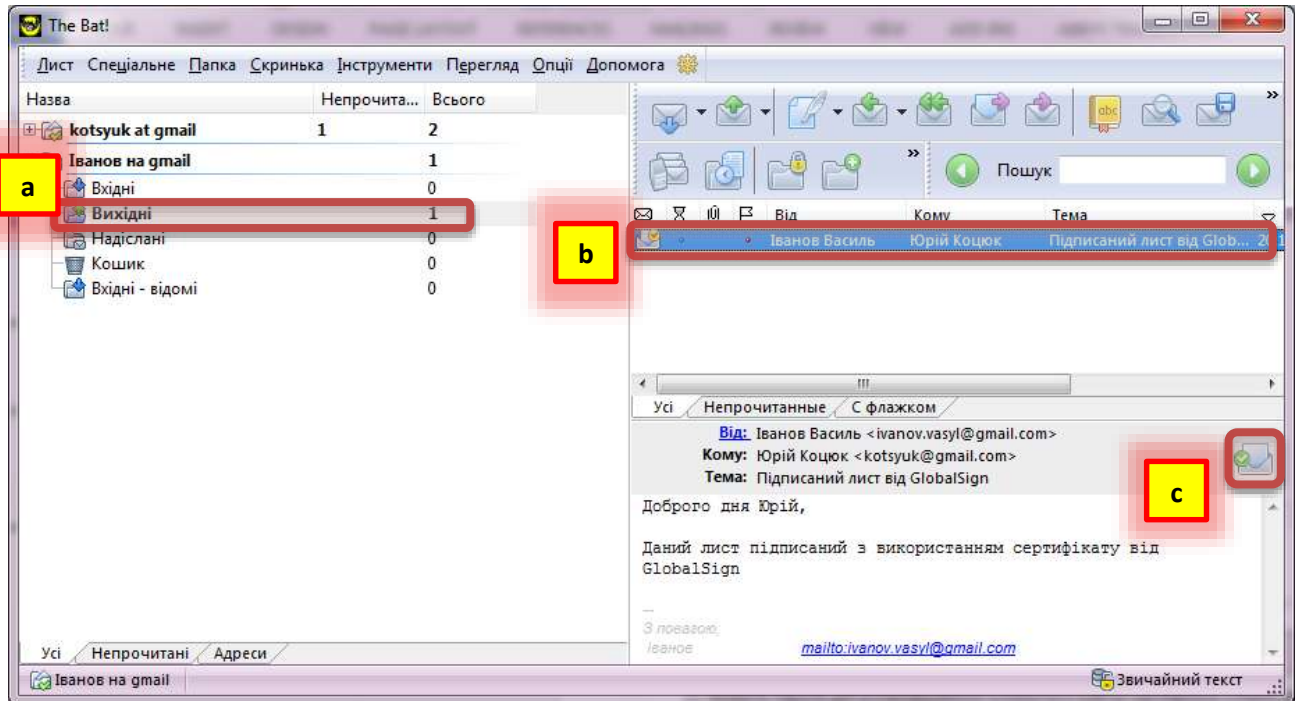 The Bat!
Лист Спеціальне Папка Скринька Інструменти Перегляд Опції Допомога
Назва Непрочита... Всього
kotsyuk at gmail 1 2
Іванов на gmail 1
a
Вхідні 0
Вихідні 1
Надіслані 0
Кошик 0
Вхідні - відомі 0
»
abc
» Пошук
Від Кому Тема
b
Іванов Василь Юрій Коцюк Підписаний лист від Glob...
Усі Непрочитанные С флажком
Від: Іванов Василь <ivanov.vasyl@gmail.com>
Кому: Юрій Коцюк <kotsyuk@gmail.com>
Тема: Підписаний лист від GlobalSign
c
Доброго дня Юрій,
Даний лист підписаний з використанням сертифікату від
GlobalSign
--
З повагою,
Іванов mailto:ivanov.vasyl@gmail.com
Усі Непрочитані Адреси
Іванов на gmail Звичайний текст